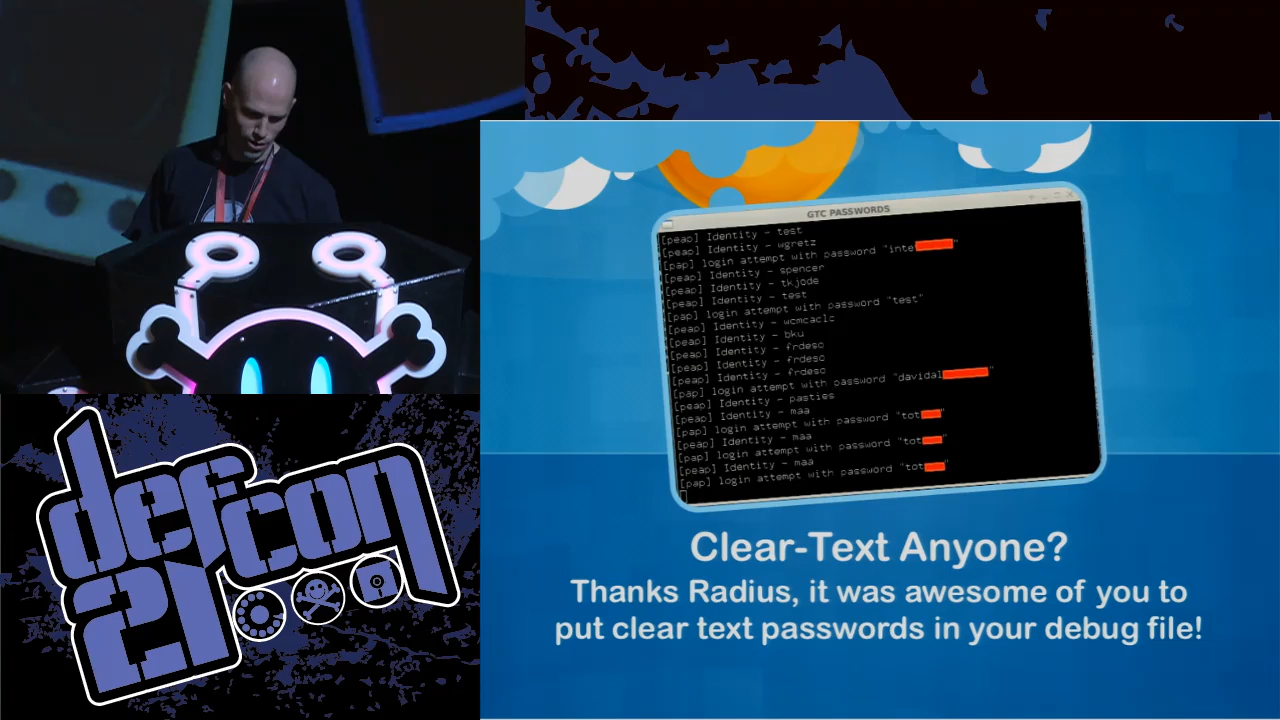 GTC PASSWORDS
[peap] Identity - test
[peap] Identity - wgretz
[pap] login attempt with password "inte"
[peap] Identity - spencer
[peap] Identity - tkjode
[peap] Identity - test
[pap] login attempt with password "test"
[peap] Identity - wcmcaclc
[peap] Identity - bku
[peap] Identity - frdesc
[peap] Identity - frdesc
[peap] Identity - frdesc
[pap] login attempt with password "davidal"
[peap] Identity - pasties
[peap] Identity - maa
[pap] login attempt with password "tot"
[peap] Identity - maa
[pap] login attempt with password "tot"
[peap] Identity - maa
[pap] login attempt with password "tot"
Clear-Text Anyone?
Thanks Radius, it was awesome of you to
put clear text passwords in your debug file!
defcon
21